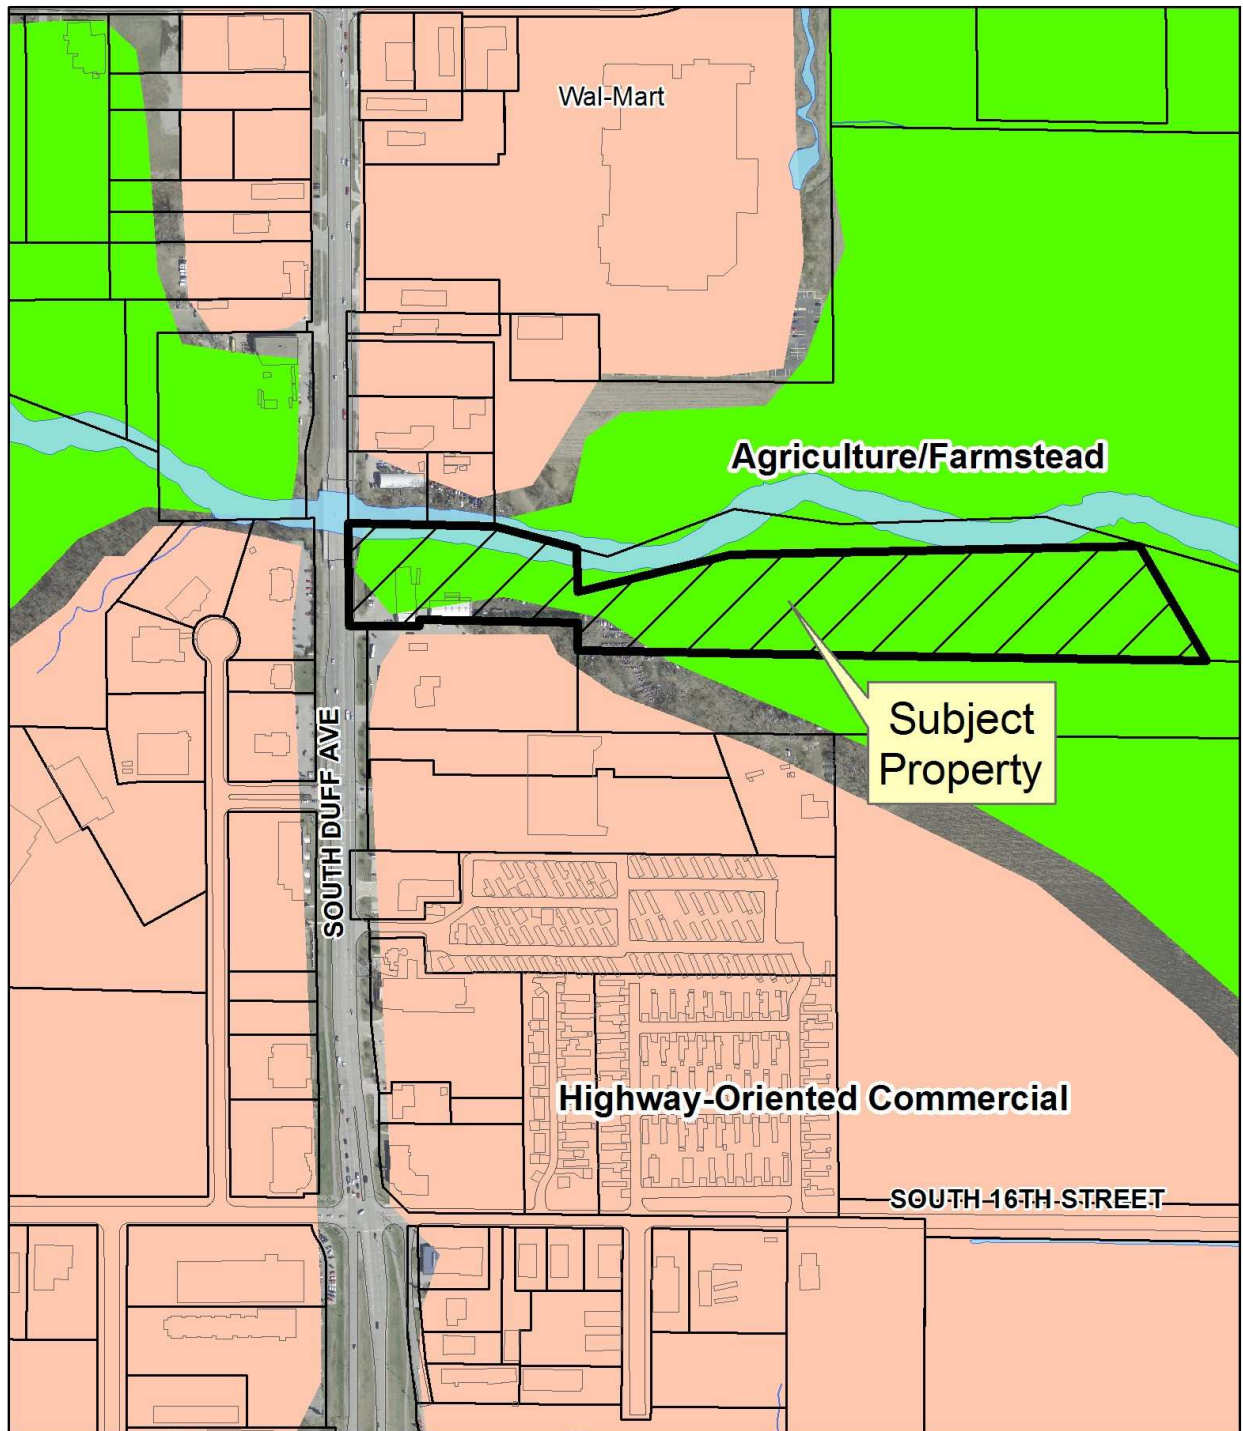 Wal-Mart
Agriculture/Farmstead
Subject
Property
SOUTH DUFF AVE
Highway-Oriented Commercial
SOUTH 16TH STREET